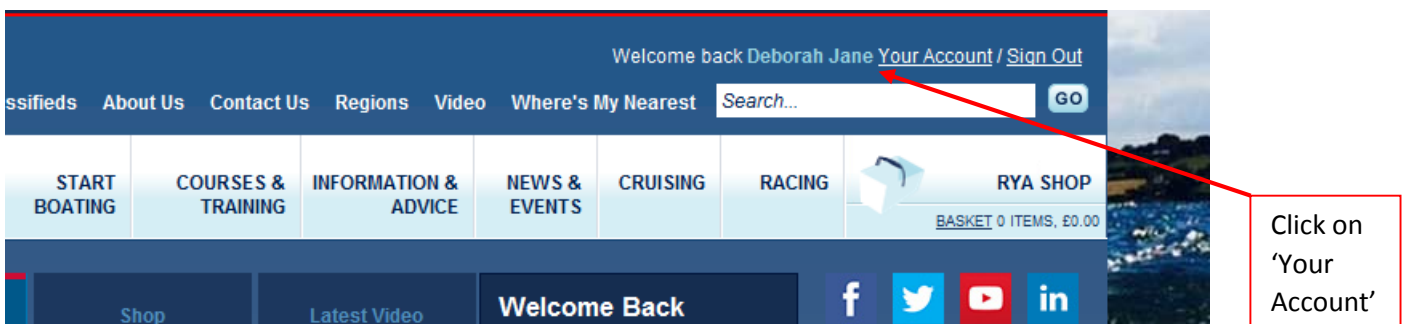 Welcome back Deborah Jane Your Account / Sign Out
ssifieds About Us Contact Us Regions Video Where's My Nearest Search... GO
START BOATING
COURSES & TRAINING
INFORMATION & ADVICE
NEWS & EVENTS
CRUISING
RACING
RYA SHOP
BASKET 0 ITEMS, £0.00
Click on
‘Your
Account’
Shop
Latest Video
Welcome Back
f
in